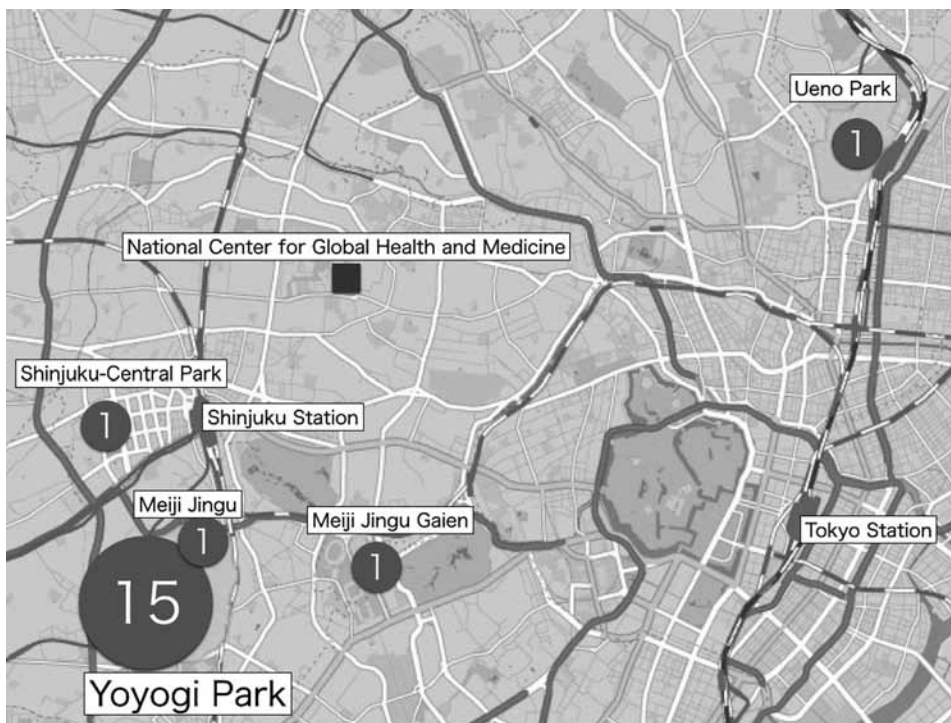 Ueno Park
1
National Center for Global Health and Medicine
Shinjuku-Central Park
1
Shinjuku Station
Meiji Jingu
1
Meiji Jingu Gaien
1
Tokyo Station
15
Yoyogi Park